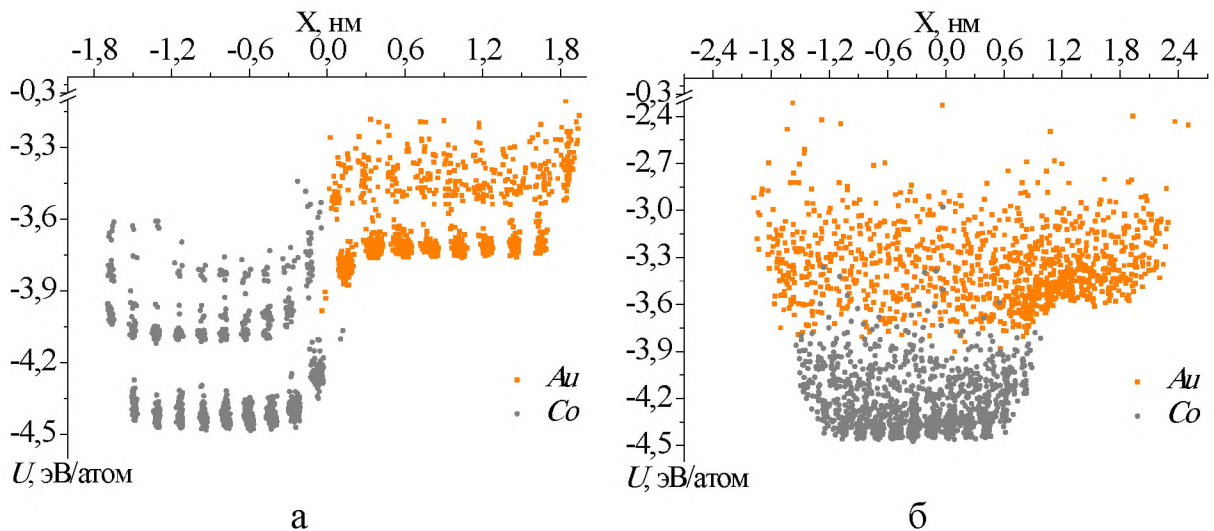 X, нм
-1,8 -1,2 -0,6 0,0 0,6 1,2 1,8
-0,3
-3,3
-3,6
-3,9
-4,2
-4,5
U, эВ/атом
Au
Co
а
X, нм
-2,4 -1,8 -1,2 -0,6 0,0 0,6 1,2 1,8 2,4
-0,3
-2,4
-2,7
-3,0
-3,3
-3,6
-3,9
-4,2
-4,5
U, эВ/атом
Au
Co
б